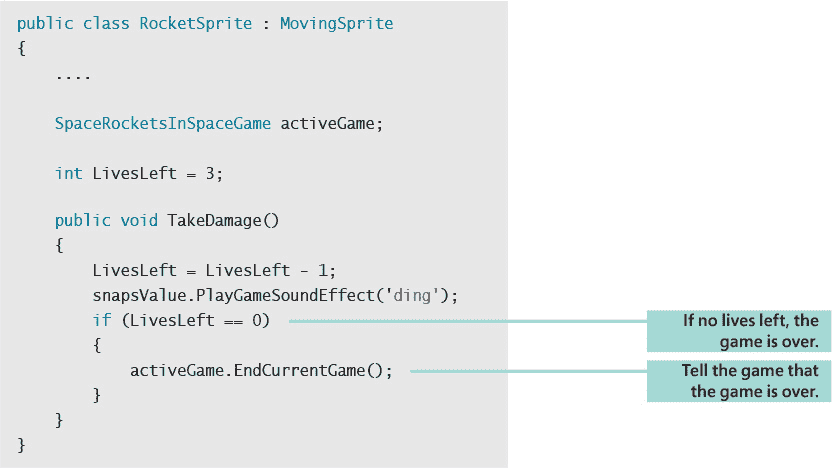 public class RocketSprite : MovingSprite
{
....
SpaceRocketsInSpaceGame activeGame;
int LivesLeft = 3;
public void TakeDamage()
{
LivesLeft = LivesLeft - 1;
snapsValue.PlayGameSoundEffect('ding');
if (LivesLeft == 0)
{
activeGame.EndCurrentGame();
}
}
}
If no lives left, the
game is over.
Tell the game that
the game is over.